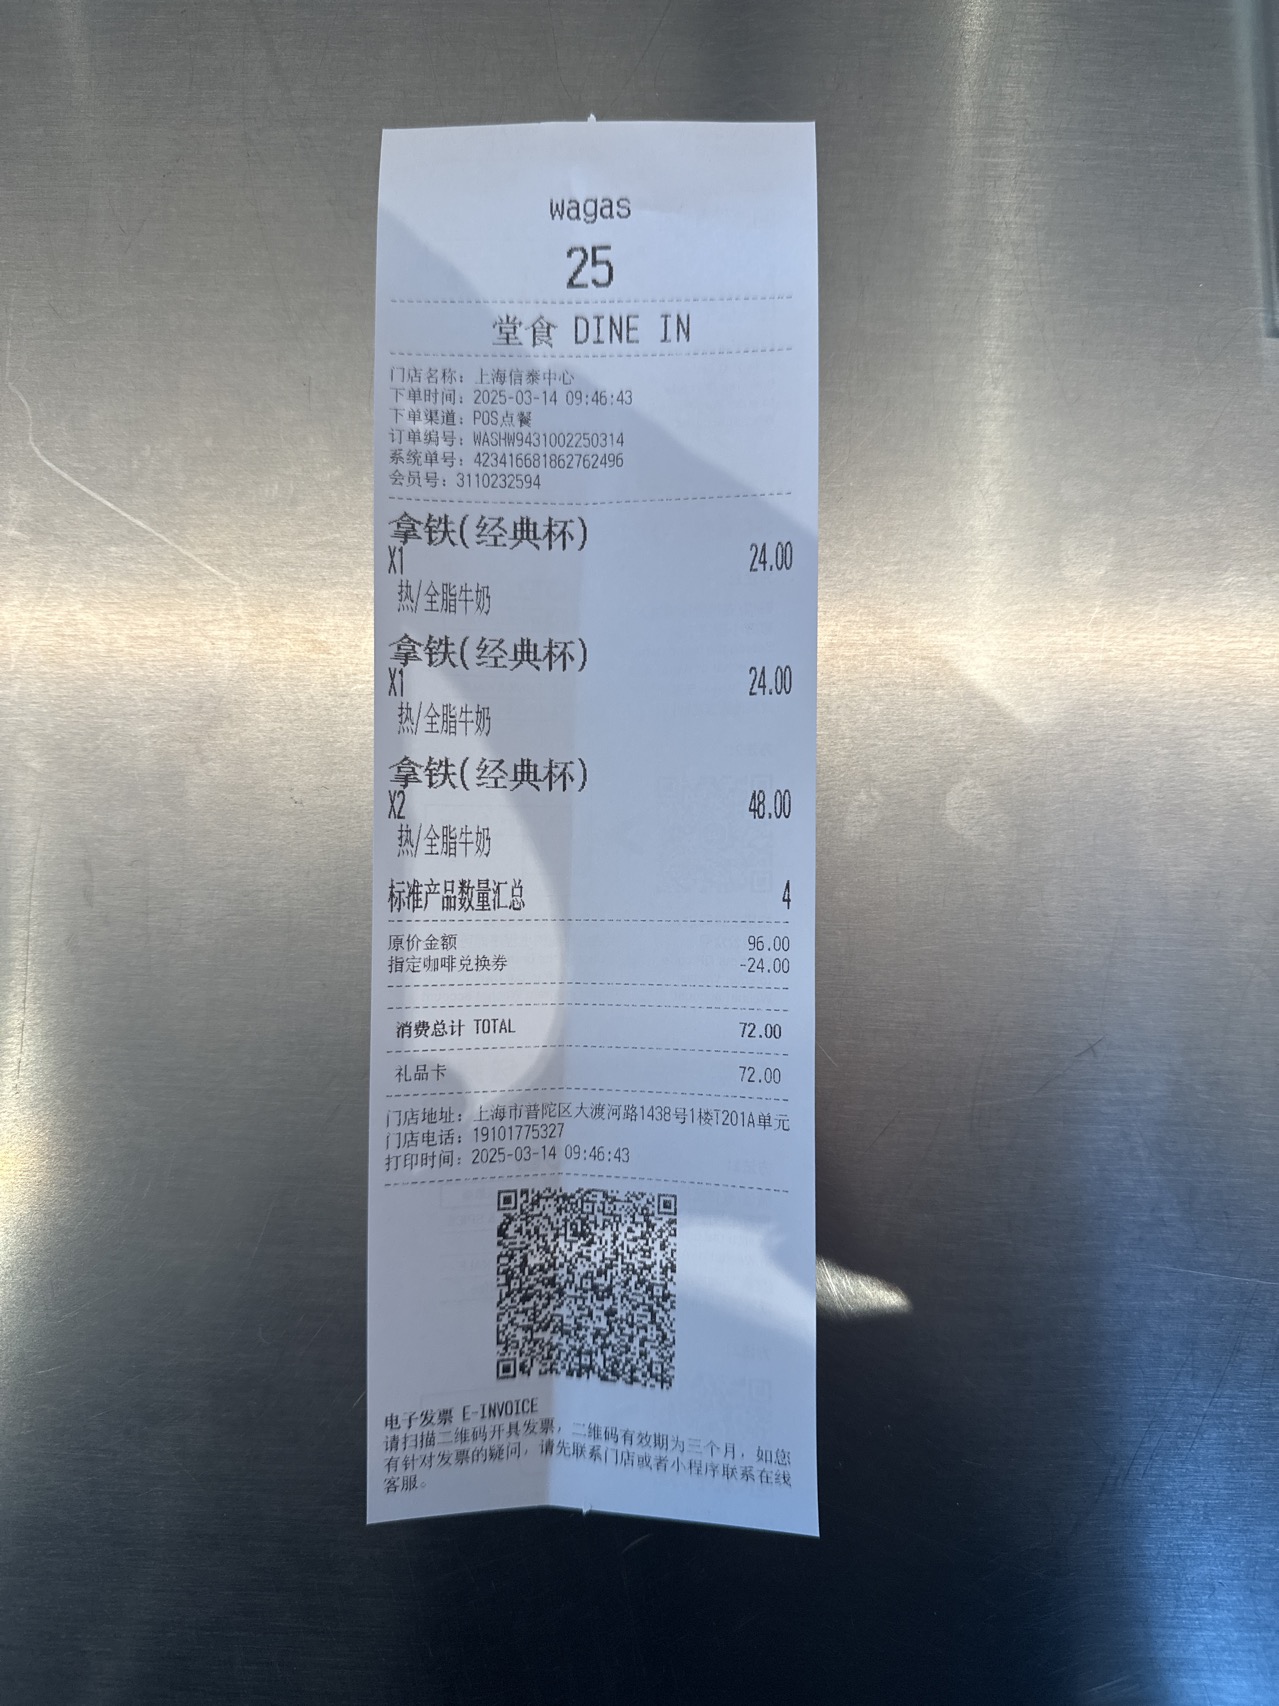 wagas
25
堂食 DINE IN
门店名称：上海信泰中心
下单时间：2025-03-14 09:46:43
下单渠道：POS点餐
订单编号：WASHW9431002250314
系统单号：423416681862762496
会员号：3110232594
拿铁(经典杯)
X1 24.00
热/全脂牛奶
拿铁(经典杯)
X1 24.00
热/全脂牛奶
拿铁(经典杯)
X2 48.00
热/全脂牛奶
标准产品数量汇总 4
原价金额 96.00
指定咖啡兑换券 -24.00
消费总计 TOTAL 72.00
礼品卡 72.00
门店地址：上海市普陀区大渡河路1438号1楼T201A单元
门店电话：19101775327
打印时间：2025-03-14 09:46:43
电子发票 E-INVOICE
请扫描二维码开具发票，二维码有效期为三个月，如您
有针对发票的疑问，请先联系门店或者小程序联系在线
客服。